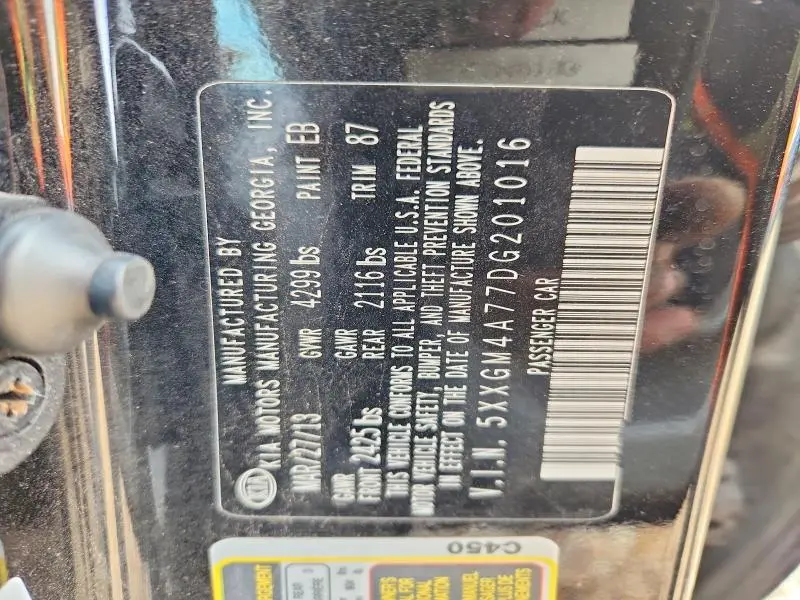 MANUFACTURED BY
KIA KIA MOTORS MANUFACTURING GEORGIA, INC.
MAR/27/13 GVWR 4299 lbs PAINT EB
GAWR GAWR
FRONT 2425 lbs REAR 2116 lbs TRIM 87
THIS VEHICLE CONFORMS TO ALL APPLICABLE U.S.A. FEDERAL
MOTOR VEHICLE SAFETY, BUMPER, AND THEFT PREVENTION STANDARDS
IN EFFECT ON THE DATE OF MANUFACTURE SHOWN ABOVE.
V.I.N. 5XXGM4A77DG201016
PASSENGER CAR
C450